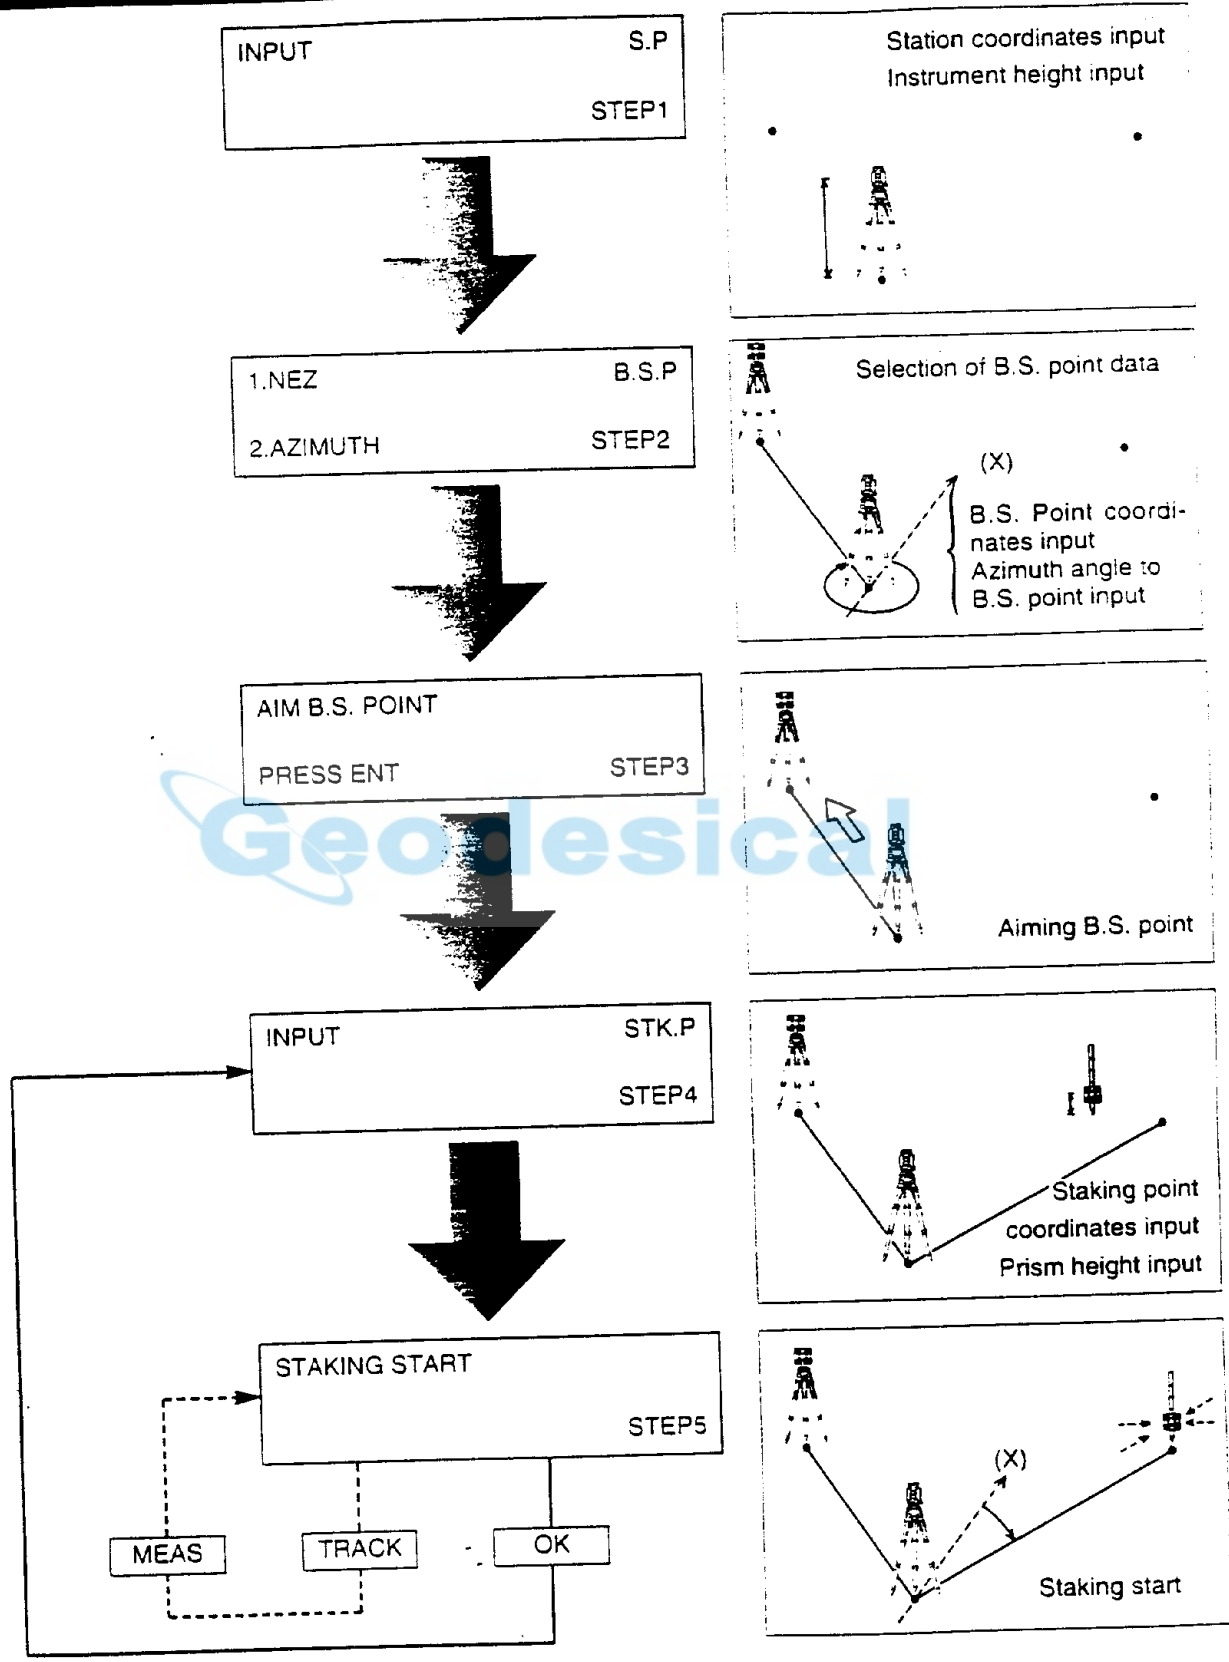 INPUT S.P
STEP1
Station coordinates input
Instrument height input
1.NEZ B.S.P
2.AZIMUTH STEP2
Selection of B.S. point data
(X)
B.S. Point coordi-
nates input
Azimuth angle to
B.S. point input
AIM B.S. POINT
PRESS ENT STEP3
Aiming B.S. point
Geodesical
INPUT STK.P
STEP4
Staking point
coordinates input
Prism height input
STAKING START
STEP5
MEAS TRACK OK
(X)
Staking start